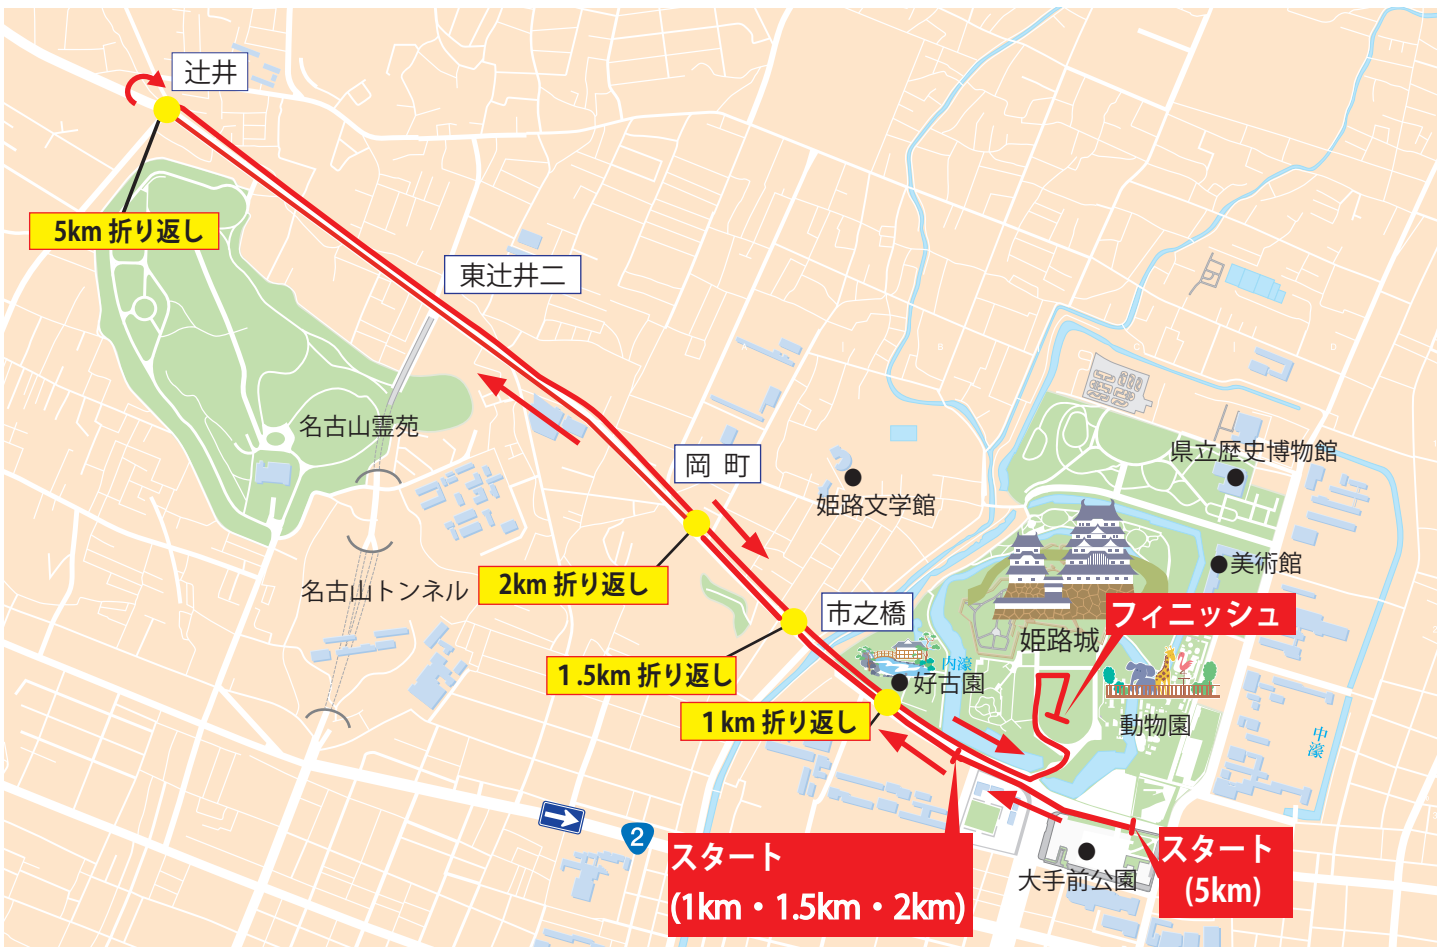 辻井
5km 折り返し
東辻井二
名古山霊苑
岡 町
県立歴史博物館
姫路文学館
美術館
名古山トンネル
2km 折り返し
市之橋
フィニッシュ
姫路城
内濠
1.5km 折り返し
好古園
1km 折り返し
動物園
中濠
2
スタート
(1km・1.5km・2km)
大手前公園
スタート
(5km)